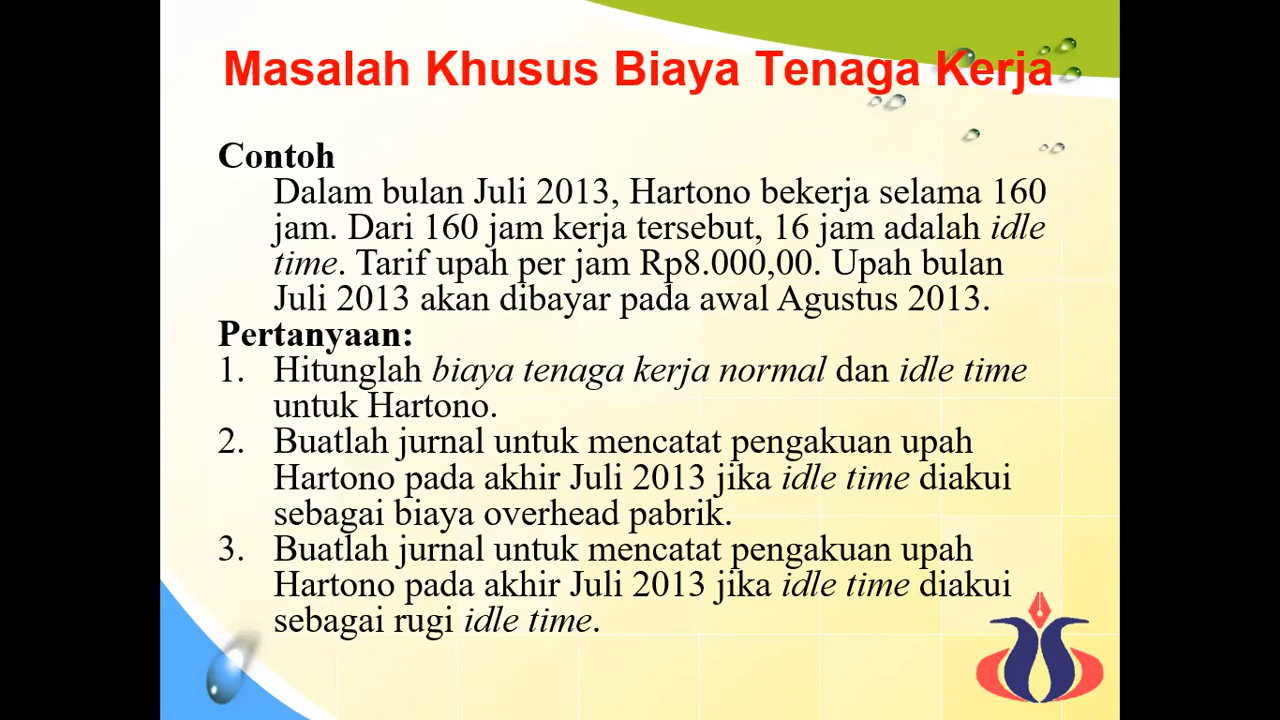 Masalah Khusus Biaya Tenaga Kerja
Contoh
Dalam bulan Juli 2013, Hartono bekerja selama 160
jam. Dari 160 jam kerja tersebut, 16 jam adalah idle
time. Tarif upah per jam Rp8.000,00. Upah bulan
Juli 2013 akan dibayar pada awal Agustus 2013.
Pertanyaan:
1. Hitunglah biaya tenaga kerja normal dan idle time
untuk Hartono.
2. Buatlah jurnal untuk mencatat pengakuan upah
Hartono pada akhir Juli 2013 jika idle time diakui
sebagai biaya overhead pabrik.
3. Buatlah jurnal untuk mencatat pengakuan upah
Hartono pada akhir Juli 2013 jika idle time diakui
sebagai rugi idle time.